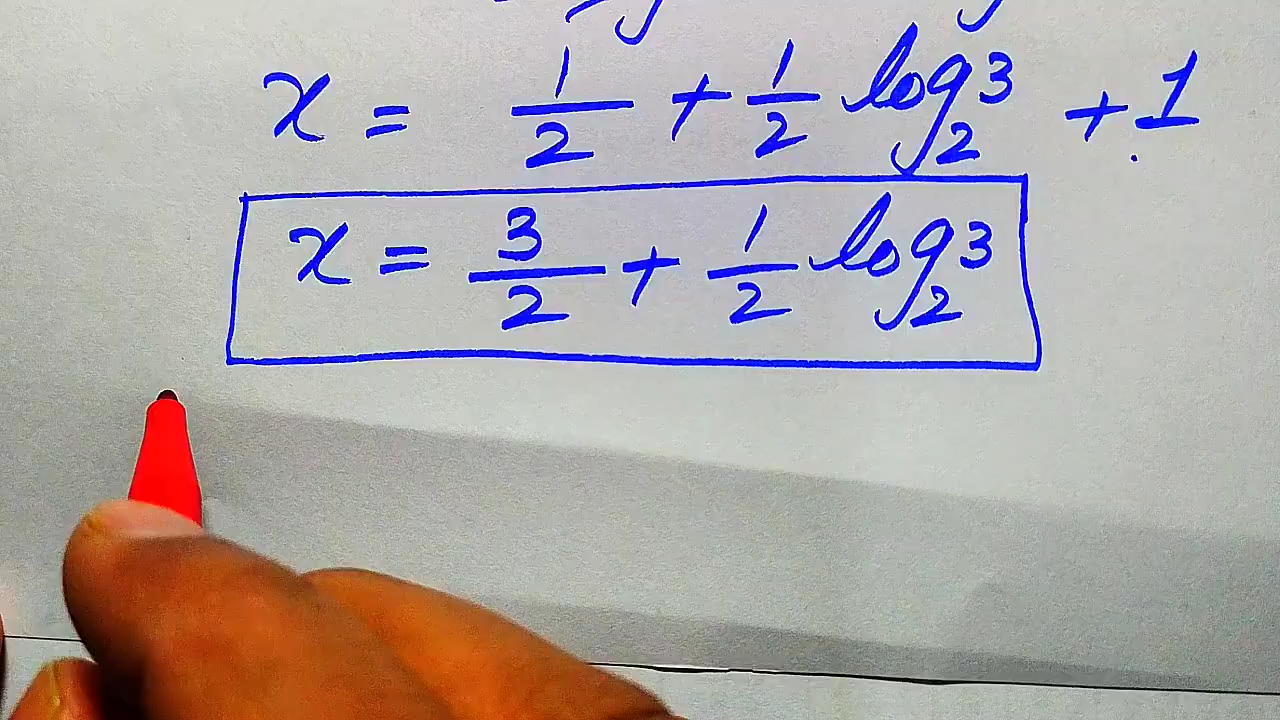 x = 1/2 + 1/2 log₂3 + 1
x = 3/2 + 1/2 log₂3